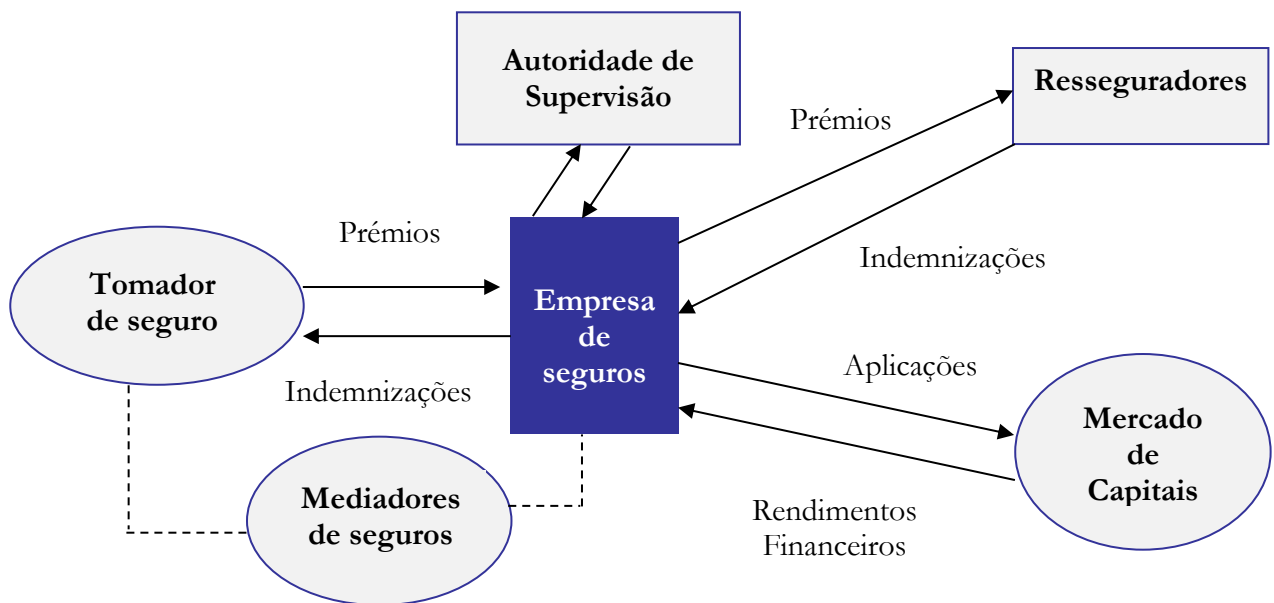 Autoridade de
Supervisão
Resseguradores
Prémios
Prémios
Indemnizações
Tomador
de seguro
Empresa
de
seguros
Aplicações
Indemnizações
Mercado
de
Capitais
Mediadores
de seguros
Rendimentos
Financeiros